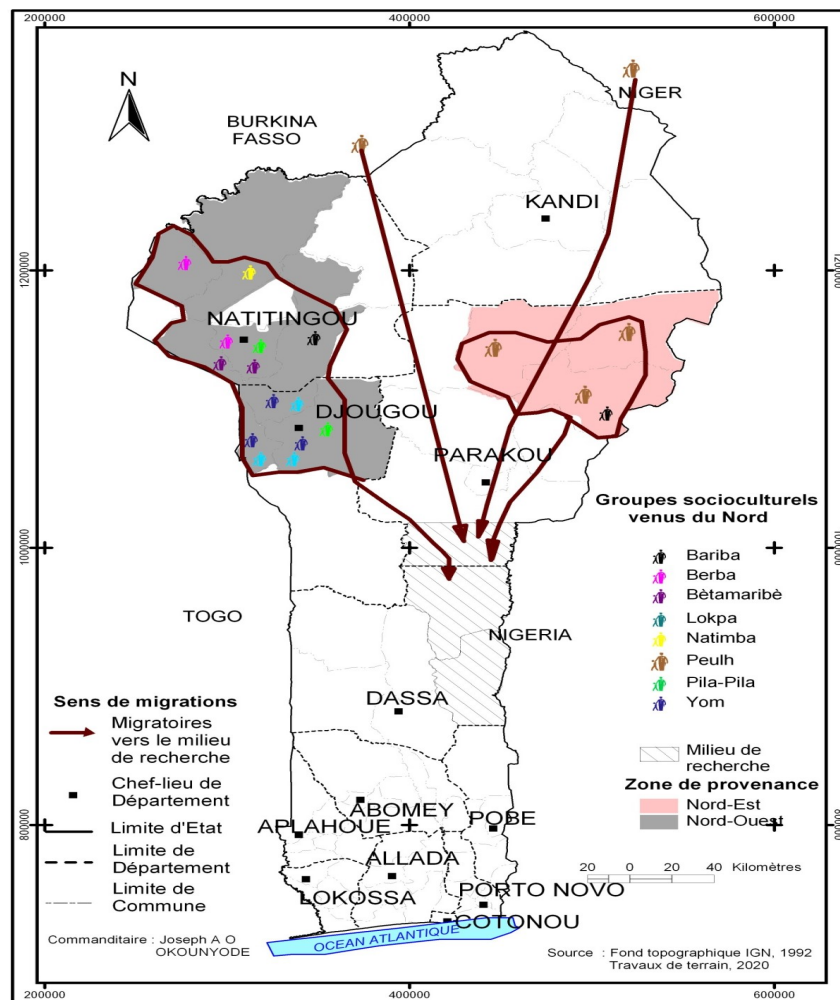 200000
400000
600000
N
BURKINA
FASSO
NIGER
KANDI
1200000
1200000
NATITINGOU
DJOUGOU
PARAKOU
Groupes socioculturels
venus du Nord
Bariba
Berba
Bètamaribè
Lokpa
Natimba
Peulh
Pila-Pila
Yom
1000000
1000000
TOGO
NIGERIA
Sens de migrations
Migratoires
vers le milieu
de recherche
Chef-lieu de
Département
Limite d'Etat
Limite de
Département
Limite de
Commune
DASSA
Milieu de
recherche
Zone de provenance
Nord-Est
Nord-Ouest
800000
800000
ABOMEY
APLAHOUE
POBE
ALLADA
LOKOSSA
PORTO NOVO
COTONOU
20 0 20 40 Kilomètres
OCEAN ATLANTIQUE
Commanditaire : Joseph A O
OKOUNYODE
Source : Fond topographique IGN, 1992
Travaux de terrain, 2020
200000
400000
600000